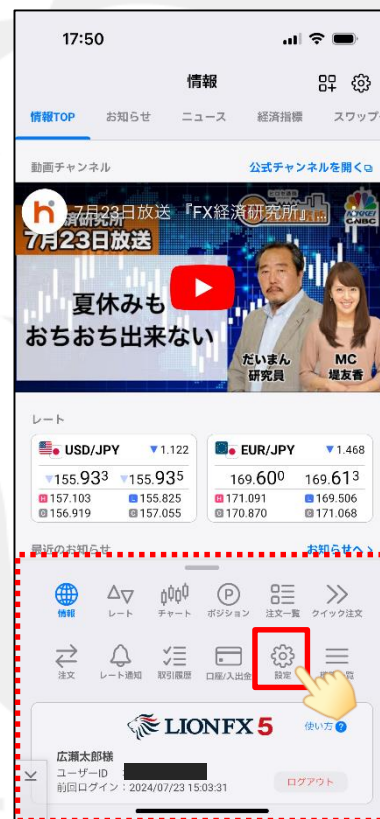 17:50
情報
情報TOP お知らせ ニュース 経済指標 スワップ
動画チャンネル 公式チャンネルを開く
7月23日放送 『FX経済研究所』...
7月23日放送
夏休みも
おちおち出来ない
だいまん
研究員
MC
堤友香
レート
USD/JPY ▼1.122
▼155.933 ▼155.935
H 157.103 L 155.825
O 156.919 C 157.055
EUR/JPY ▼1.468
169.600 169.613
H 171.091 L 169.506
O 170.870 C 171.068
最近のお知らせ お知らせへ >
情報 レート チャート ポジション 注文一覧 クイック注文
注文 レート通知 取引履歴 口座/入出金 設定
LIONFX 5 使い方?
広瀬太郎様
ユーザーID :
前回ログイン:2024/07/23 15:03:31 ログアウト